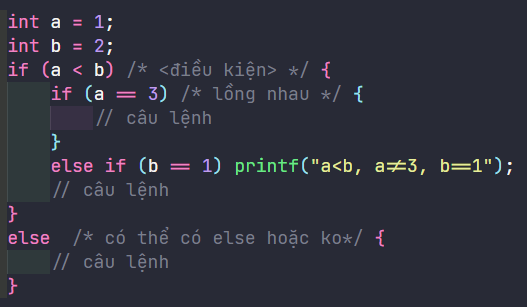 int a = 1;
int b = 2;
if (a < b) /* <điều kiện> */ {
    if (a == 3) /* lồng nhau */ {
        // câu lệnh
    }
    else if (b == 1) printf("a<b, a!=3, b==1");
    // câu lệnh
}
else  /* có thể có else hoặc ko*/ {
    // câu lệnh
}